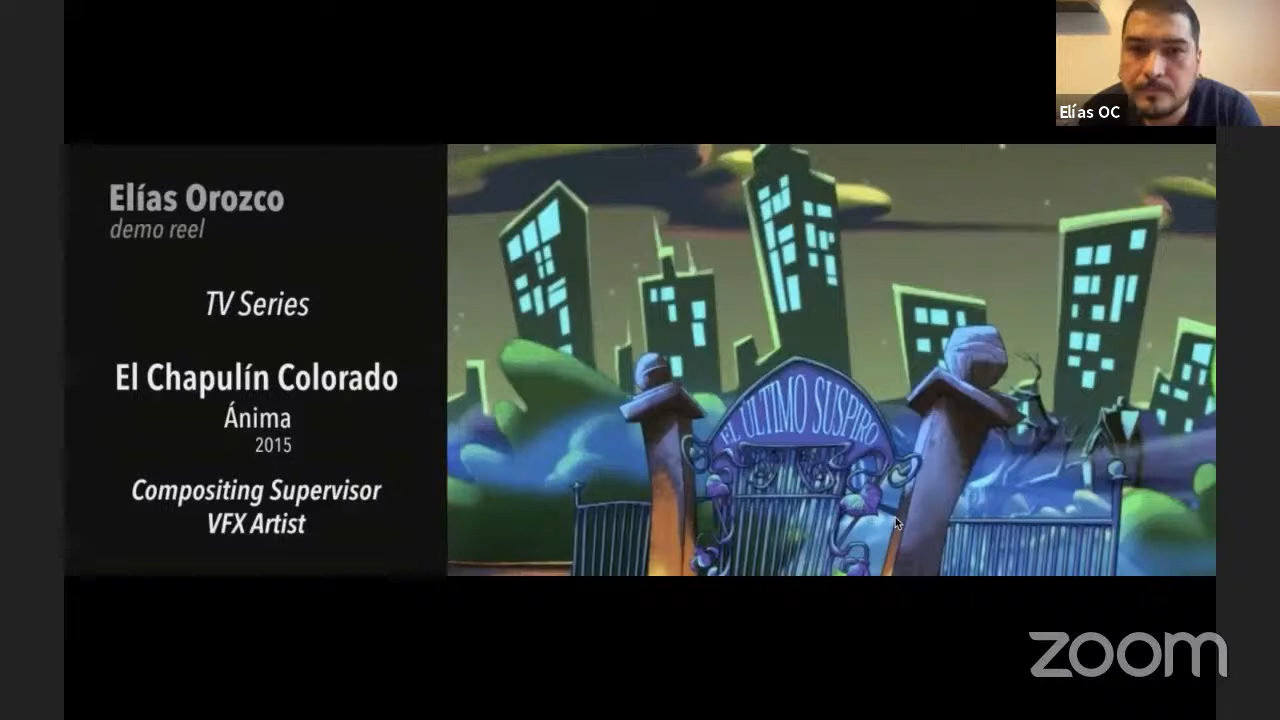 Elías OC
Elías Orozco
demo reel
TV Series
El Chapulín Colorado
Ánima
2015
Compositing Supervisor
VFX Artist
EL ÚLTIMO SUSPIRO
zoom